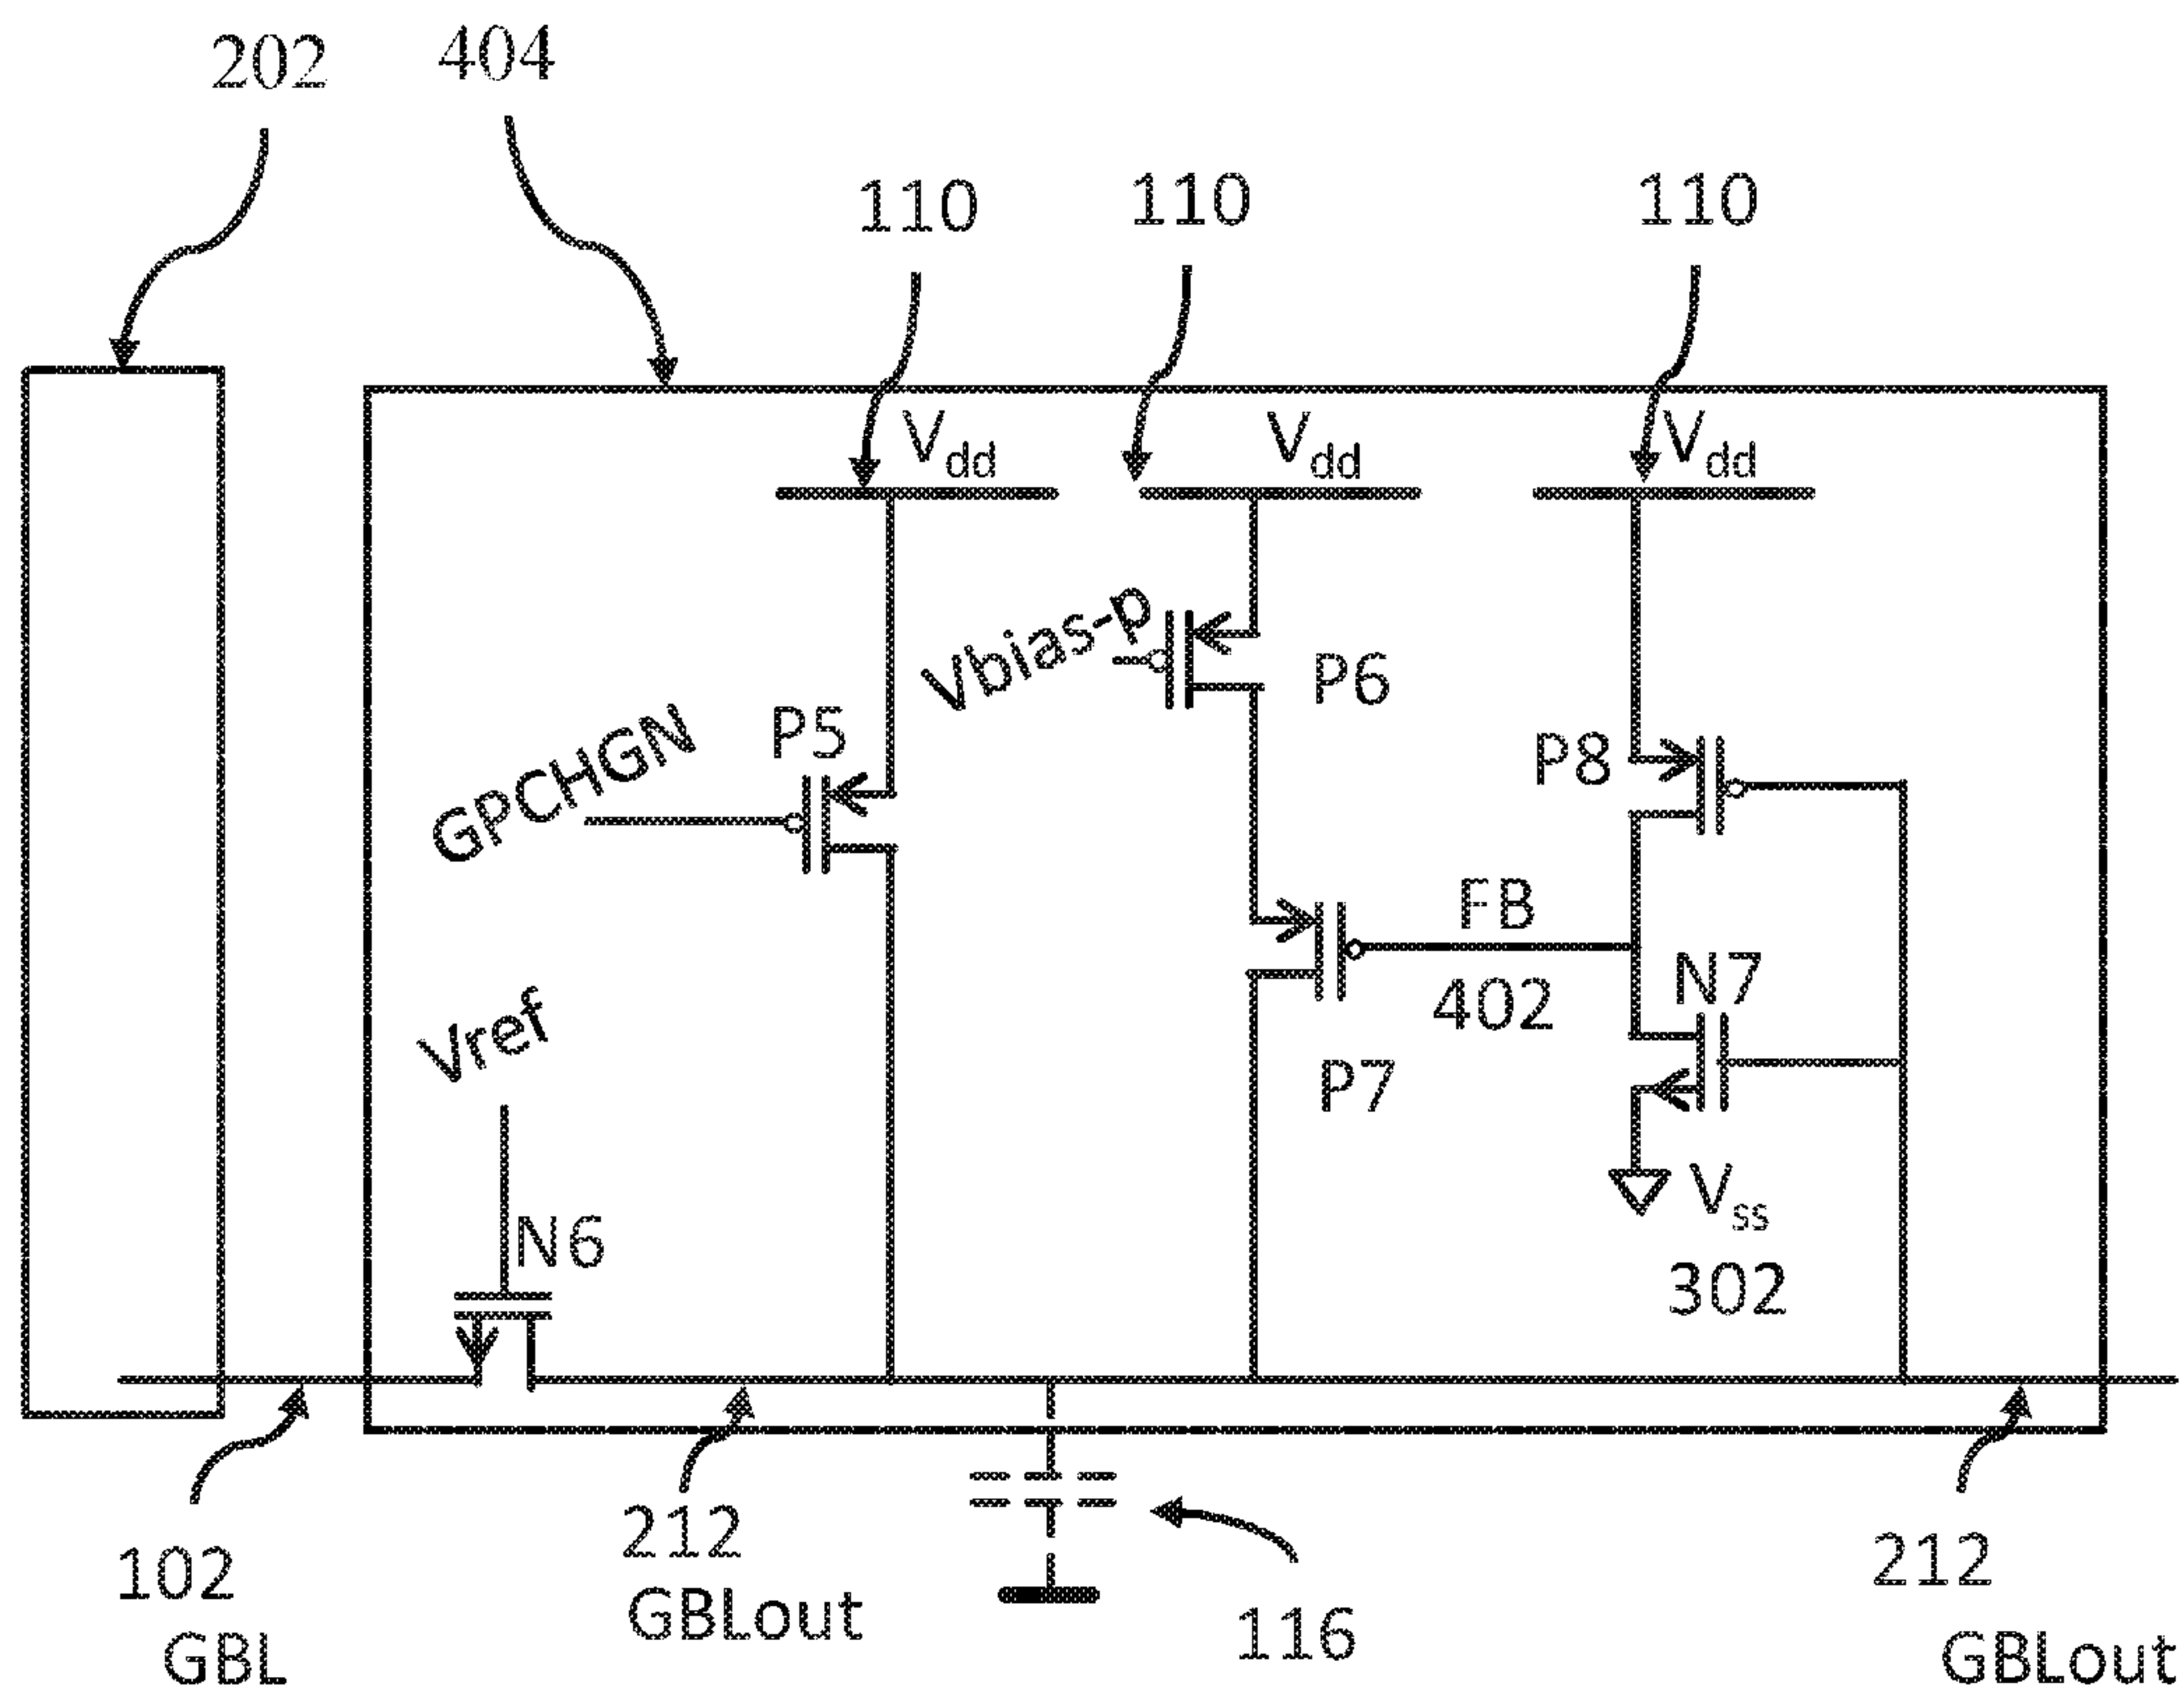 202
404
110
110
110
Vdd
Vdd
Vdd
Vbias-p
P6
GPCHGN
P5
P8
FB
402
N7
Vref
P7
Vss
302
N6
102
GBL
212
GBLout
116
212
GBLout